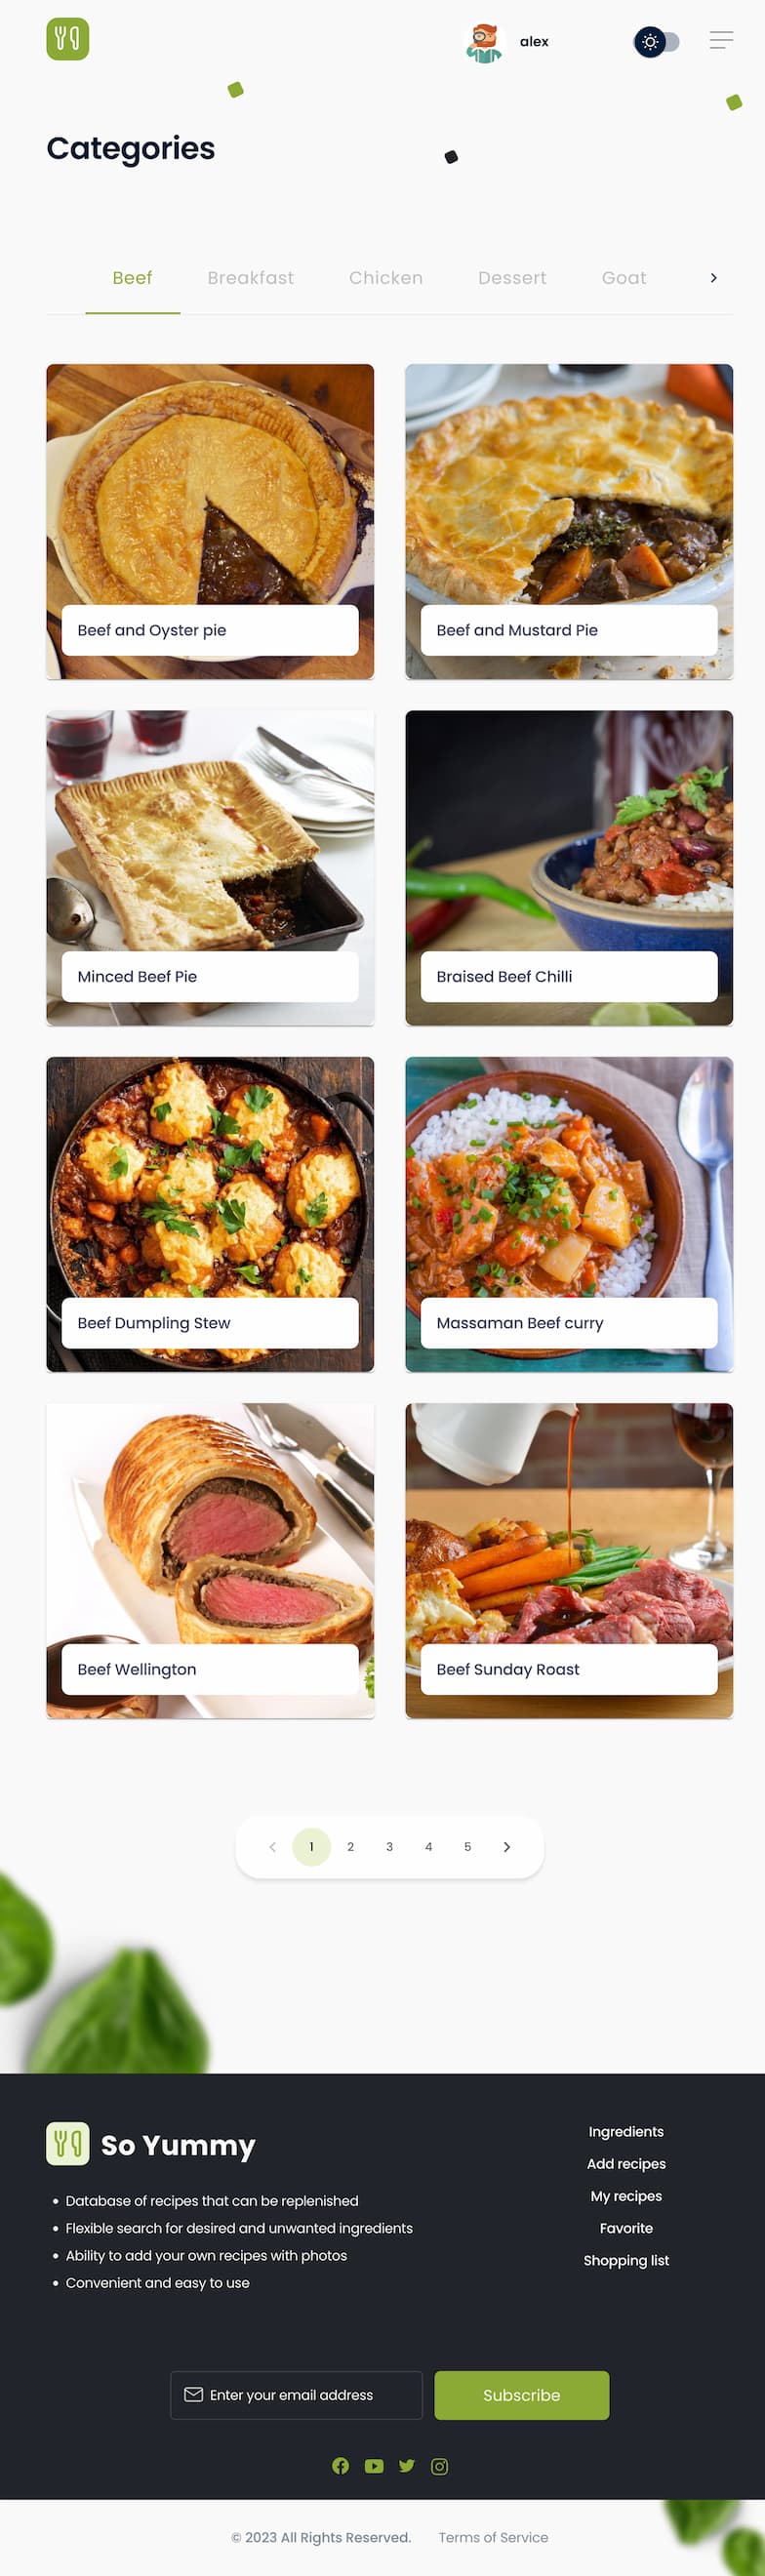 alex
Categories
Beef Breakfast Chicken Dessert Goat
Beef and Oyster pie
Beef and Mustard Pie
Minced Beef Pie
Braised Beef Chilli
Beef Dumpling Stew
Massaman Beef curry
Beef Wellington
Beef Sunday Roast
1 2 3 4 5
So Yummy
Database of recipes that can be replenished
Flexible search for desired and unwanted ingredients
Ability to add your own recipes with photos
Convenient and easy to use
Ingredients
Add recipes
My recipes
Favorite
Shopping list
Enter your email address
Subscribe
© 2023 All Rights Reserved. Terms of Service